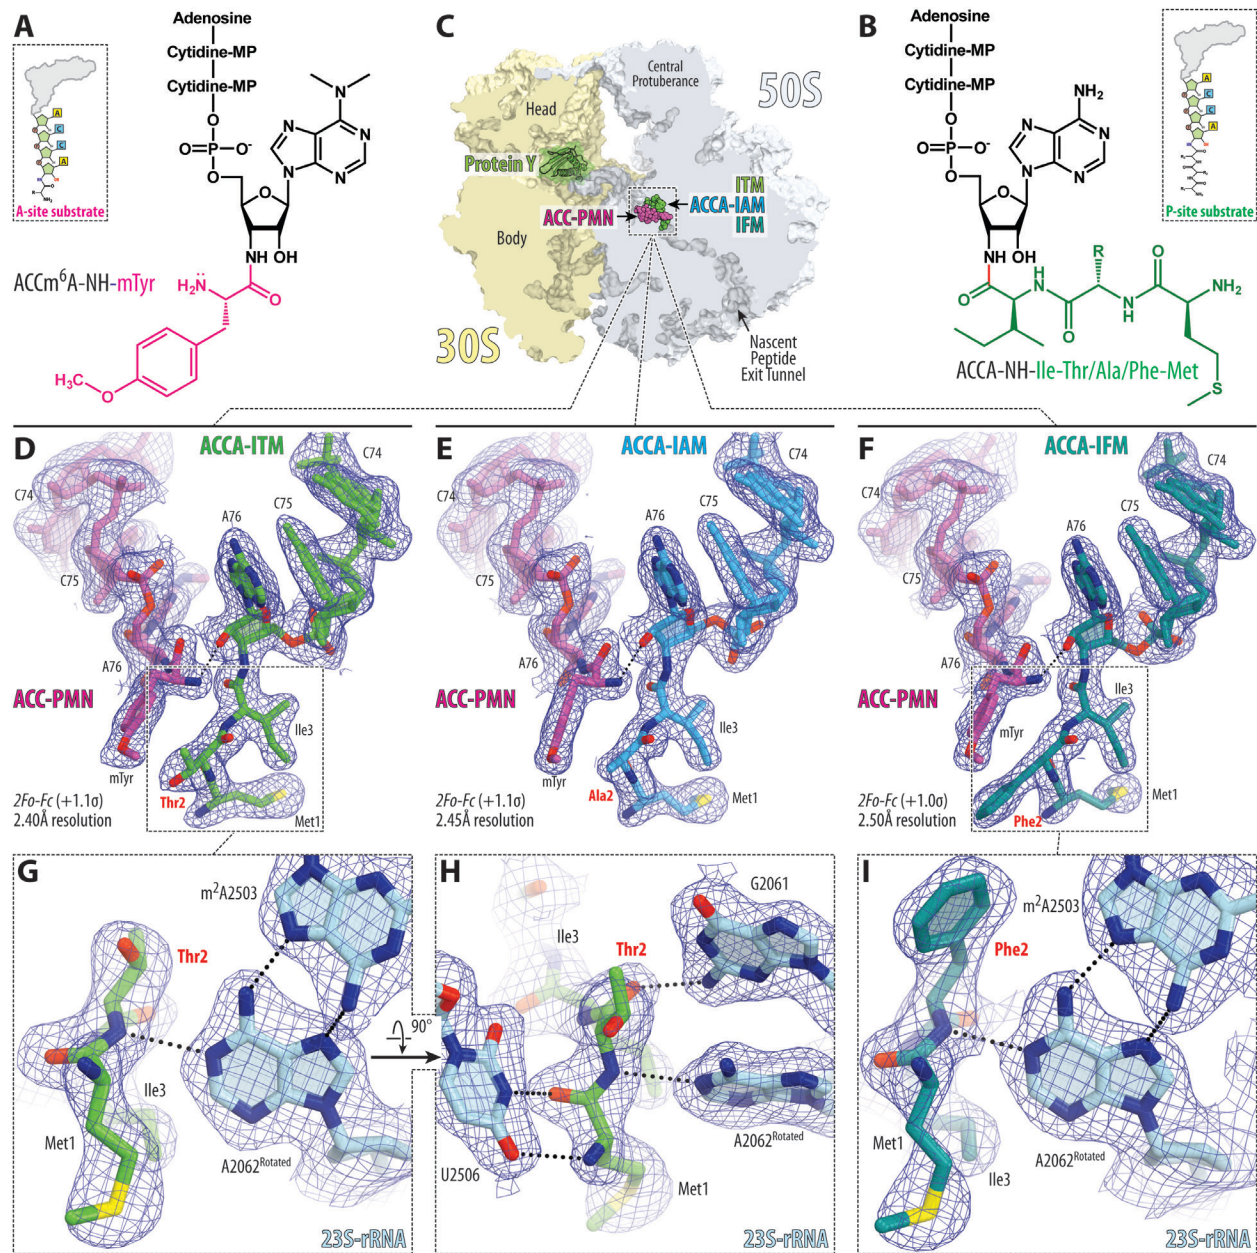 A
A
C
C
A
A-site substrate
Adenosine
Cytidine-MP
Cytidine-MP
O
O
P
O⁻
O
N
N
N
N
N
O
NH
OH
H₂N̈
O
H₃C
O
ACCm⁶A-NH-mTyr
C
50S
Central
Protuberance
Head
Protein Y
ITM
ACCA-IAM
IFM
ACC-PMN
Body
30S
Nascent
Peptide
Exit Tunnel
B
Adenosine
Cytidine-MP
Cytidine-MP
O
O
P
O⁻
O
NH₂
N
N
N
N
O
NH
OH
O
H
N
R
O
N
H
O
NH₂
S
ACCA-NH-Ile-Thr/Ala/Phe-Met
A
C
C
A
P-site substrate
D
ACCA-ITM
C74
C74
A76
C75
C75
A76
ACC-PMN
Ile3
mTyr
Thr2
Met1
2Fo-Fc (+1.1σ)
2.40Å resolution
E
ACCA-IAM
C74
C74
A76
C75
C75
A76
ACC-PMN
Ile3
mTyr
Ala2
Met1
2Fo-Fc (+1.1σ)
2.45Å resolution
F
ACCA-IFM
C74
C74
A76
C75
C75
A76
ACC-PMN
Ile3
mTyr
Phe2
Met1
2Fo-Fc (+1.0σ)
2.50Å resolution
G
m²A2503
Thr2
Ile3
Met1
A2062Rotated
23S-rRNA
90°
H
G2061
Ile3
Thr2
A2062Rotated
U2506
Met1
23S-rRNA
I
m²A2503
Phe2
Met1
Ile3
A2062Rotated
23S-rRNA